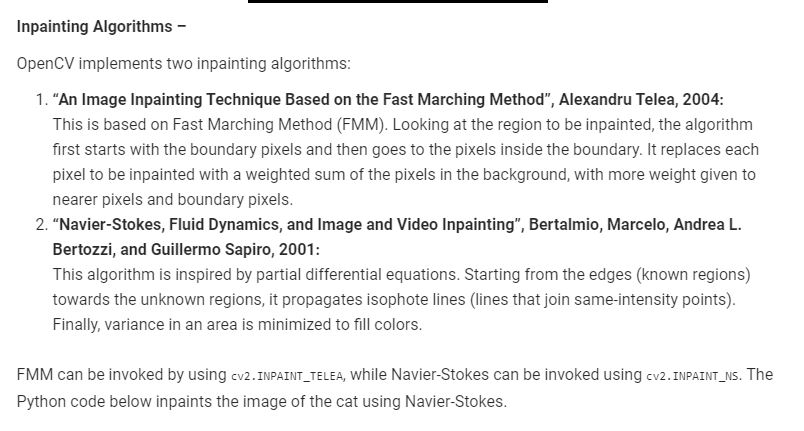 Inpainting Algorithms –
OpenCV implements two inpainting algorithms:
1. “An Image Inpainting Technique Based on the Fast Marching Method”, Alexandru Telea, 2004:
This is based on Fast Marching Method (FMM). Looking at the region to be inpainted, the algorithm
first starts with the boundary pixels and then goes to the pixels inside the boundary. It replaces each
pixel to be inpainted with a weighted sum of the pixels in the background, with more weight given to
nearer pixels and boundary pixels.
2. “Navier-Stokes, Fluid Dynamics, and Image and Video Inpainting”, Bertalmio, Marcelo, Andrea L.
Bertozzi, and Guillermo Sapiro, 2001:
This algorithm is inspired by partial differential equations. Starting from the edges (known regions)
towards the unknown regions, it propagates isophote lines (lines that join same-intensity points).
Finally, variance in an area is minimized to fill colors.
FMM can be invoked by using cv2.INPAINT_TELEA, while Navier-Stokes can be invoked using cv2.INPAINT_NS. The
Python code below inpaints the image of the cat using Navier-Stokes.